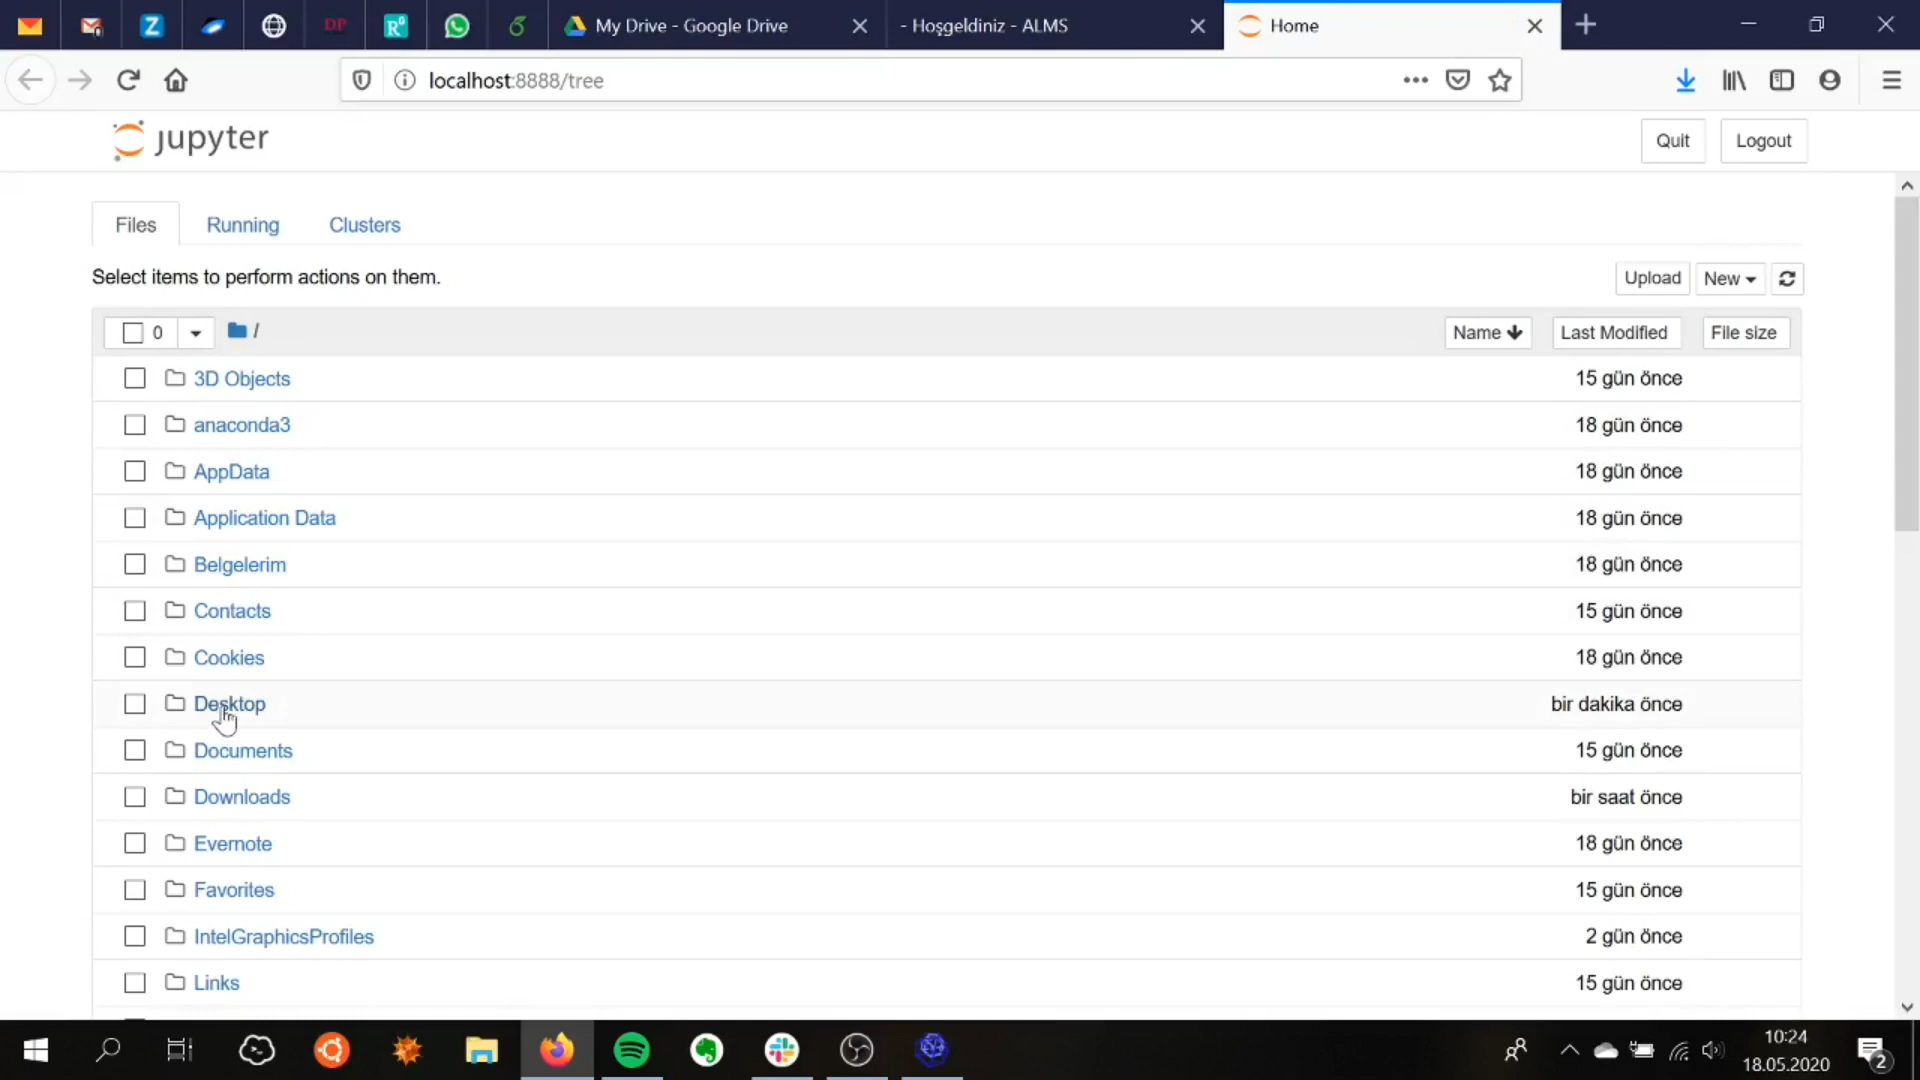 DP
My Drive - Google Drive
- Hoşgeldiniz - ALMS
Home
localhost:8888/tree
jupyter
Quit
Logout
Files
Running
Clusters
Select items to perform actions on them.
Upload
New
0
/
Name
Last Modified
File size
3D Objects
15 gün önce
anaconda3
18 gün önce
AppData
18 gün önce
Application Data
18 gün önce
Belgelerim
18 gün önce
Contacts
15 gün önce
Cookies
18 gün önce
Desktop
bir dakika önce
Documents
15 gün önce
Downloads
bir saat önce
Evernote
18 gün önce
Favorites
15 gün önce
IntelGraphicsProfiles
2 gün önce
Links
15 gün önce
10:24
18.05.2020
2